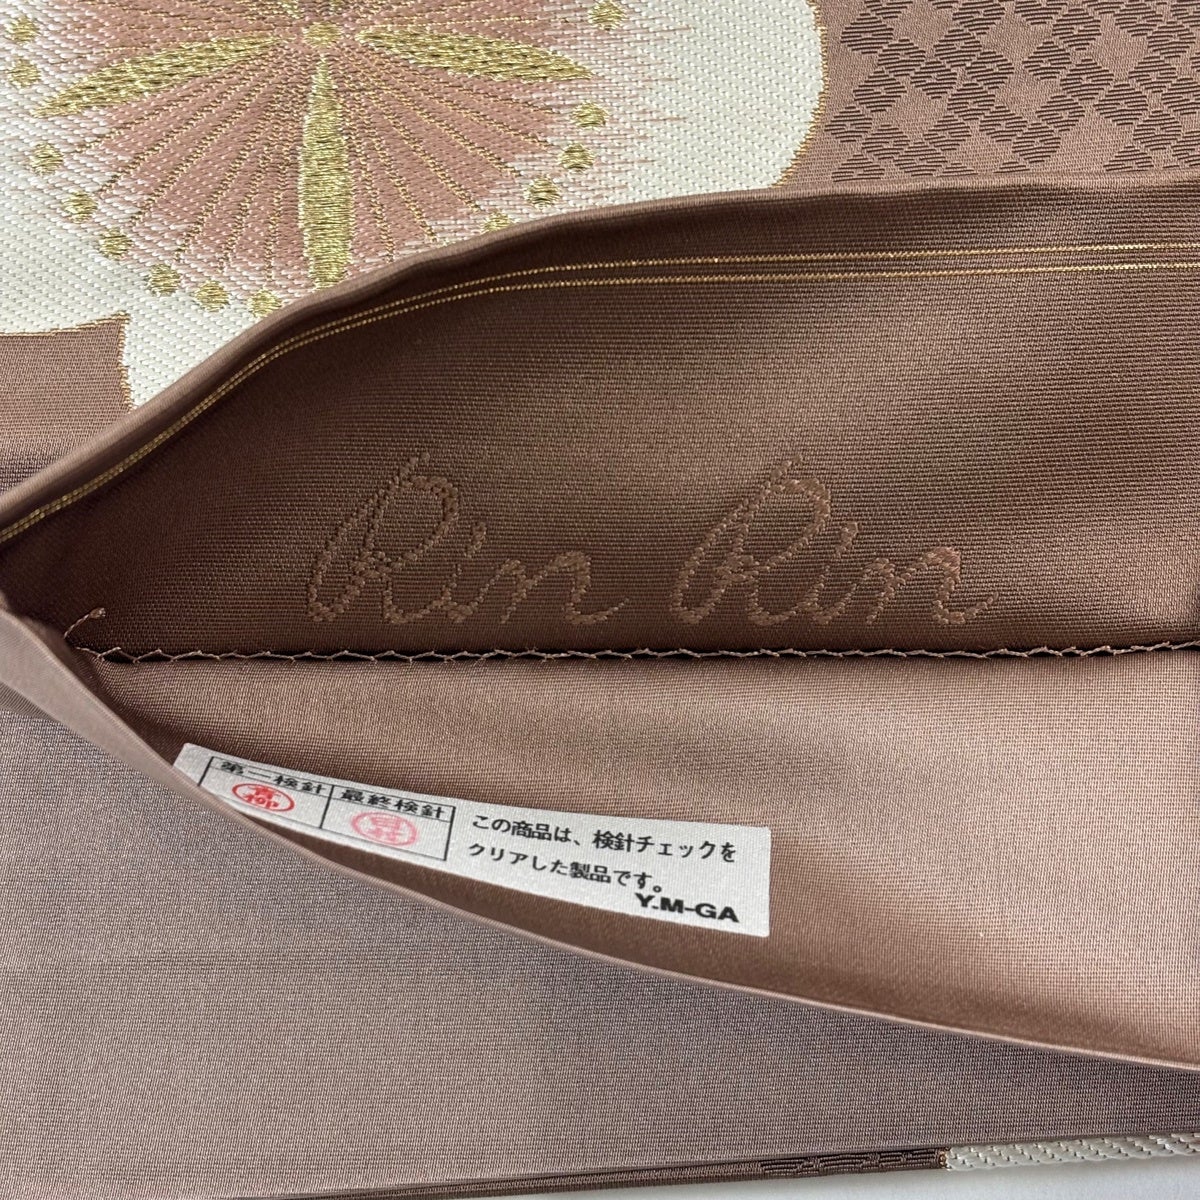 Rin Rin
第一検針
最終検針
この商品は、検針チェックを
クリアした製品です。
Y.M-GA